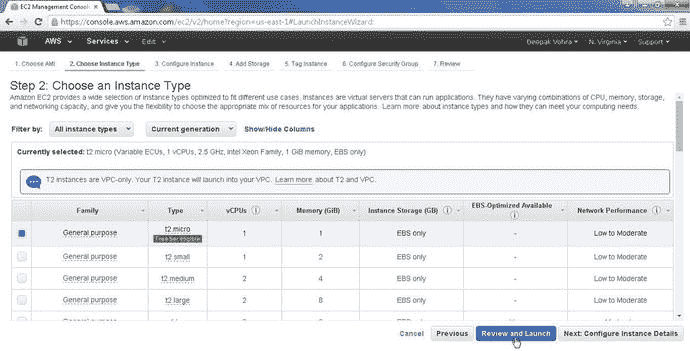 EC2 Management Console
https://console.aws.amazon.com/ec2/v2/home?region=us-east-1#LaunchInstanceWizard:
AWS Services Edit Deepak Vohra N. Virginia Support
1. Choose AMI 2. Choose Instance Type 3. Configure Instance 4. Add Storage 5. Tag Instance 6. Configure Security Group 7. Review
Step 2: Choose an Instance Type
Amazon EC2 provides a wide selection of instance types optimized to fit different use cases. Instances are virtual servers that can run applications. They have varying combinations of CPU, memory, storage,
and networking capacity, and give you the flexibility to choose the appropriate mix of resources for your applications. Learn more about instance types and how they can meet your computing needs.
Filter by: All instance types Current generation Show/Hide Columns
Currently selected: t2.micro (Variable ECUs, 1 vCPUs, 2.5 GHz, Intel Xeon Family, 1 GiB memory, EBS only)
T2 instances are VPC-only. Your T2 instance will launch into your VPC. Learn more about T2 and VPC.
Family Type vCPUs Memory (GiB) Instance Storage (GB) EBS-Optimized Available Network Performance
General purpose t2.micro 1 1 EBS only - Low to Moderate
Free tier eligible
General purpose t2.small 1 2 EBS only - Low to Moderate
General purpose t2.medium 2 4 EBS only - Low to Moderate
General purpose t2.large 2 8 EBS only - Low to Moderate
Cancel Previous Review and Launch Next: Configure Instance Details